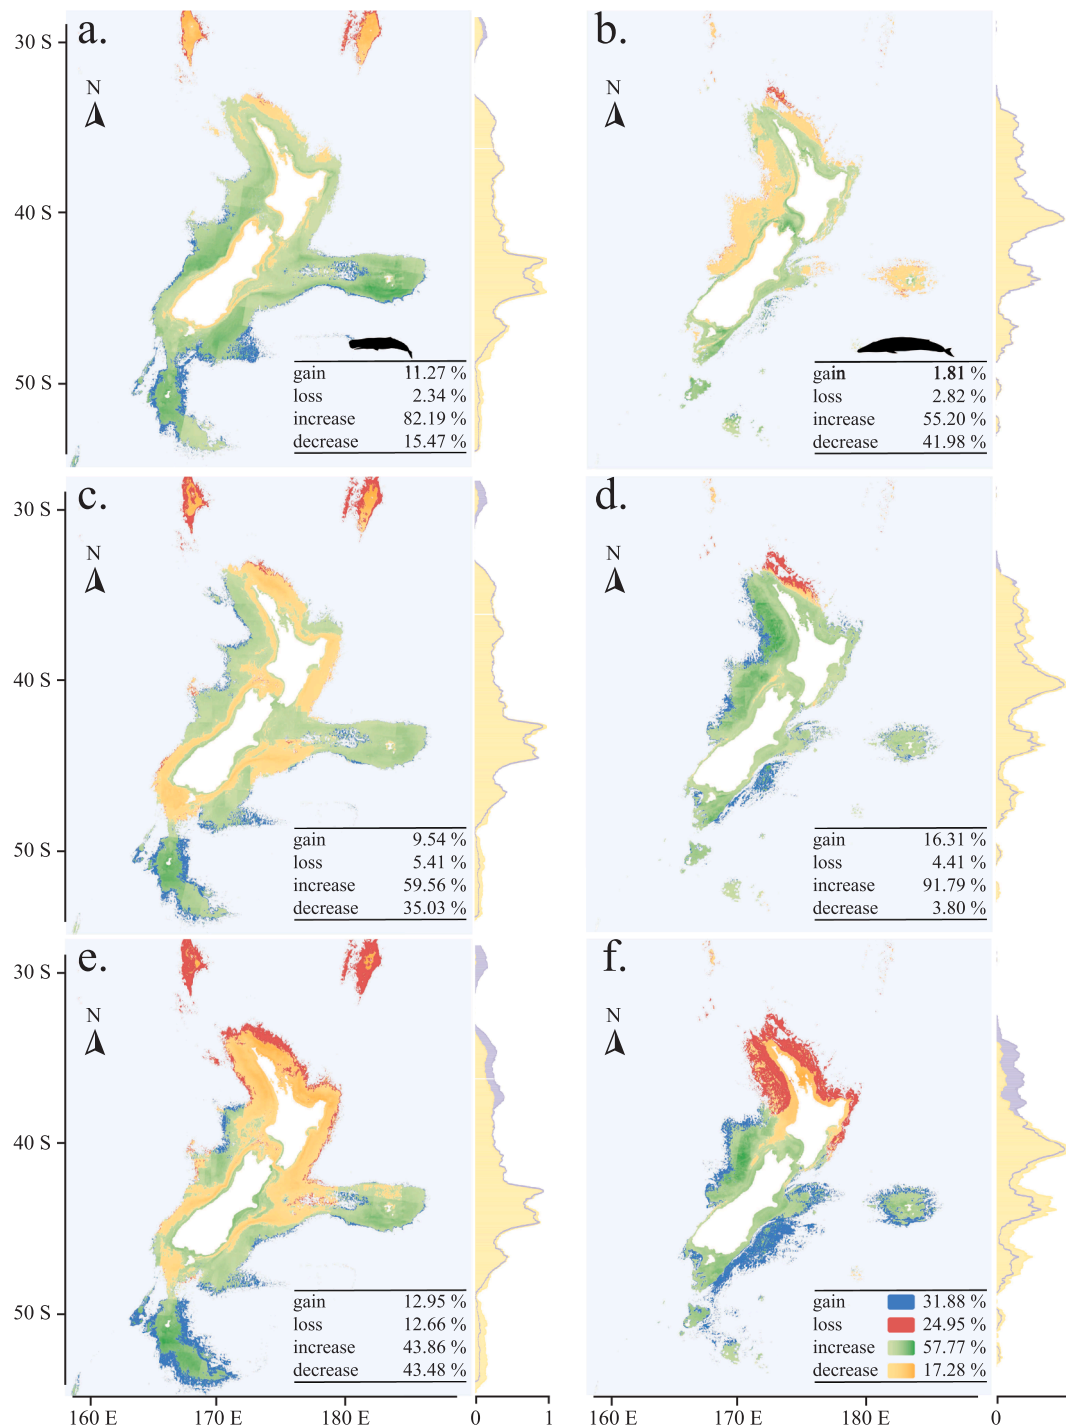 a.
30 S
N
40 S
50 S
gain 11.27 %
loss 2.34 %
increase 82.19 %
decrease 15.47 %
b.
N
gain 1.81 %
loss 2.82 %
increase 55.20 %
decrease 41.98 %
c.
30 S
N
40 S
50 S
gain 9.54 %
loss 5.41 %
increase 59.56 %
decrease 35.03 %
d.
N
gain 16.31 %
loss 4.41 %
increase 91.79 %
decrease 3.80 %
e.
30 S
N
40 S
50 S
gain 12.95 %
loss 12.66 %
increase 43.86 %
decrease 43.48 %
160 E 170 E 180 E 0 1
f.
N
gain 31.88 %
loss 24.95 %
increase 57.77 %
decrease 17.28 %
160 E 170 E 180 E 0